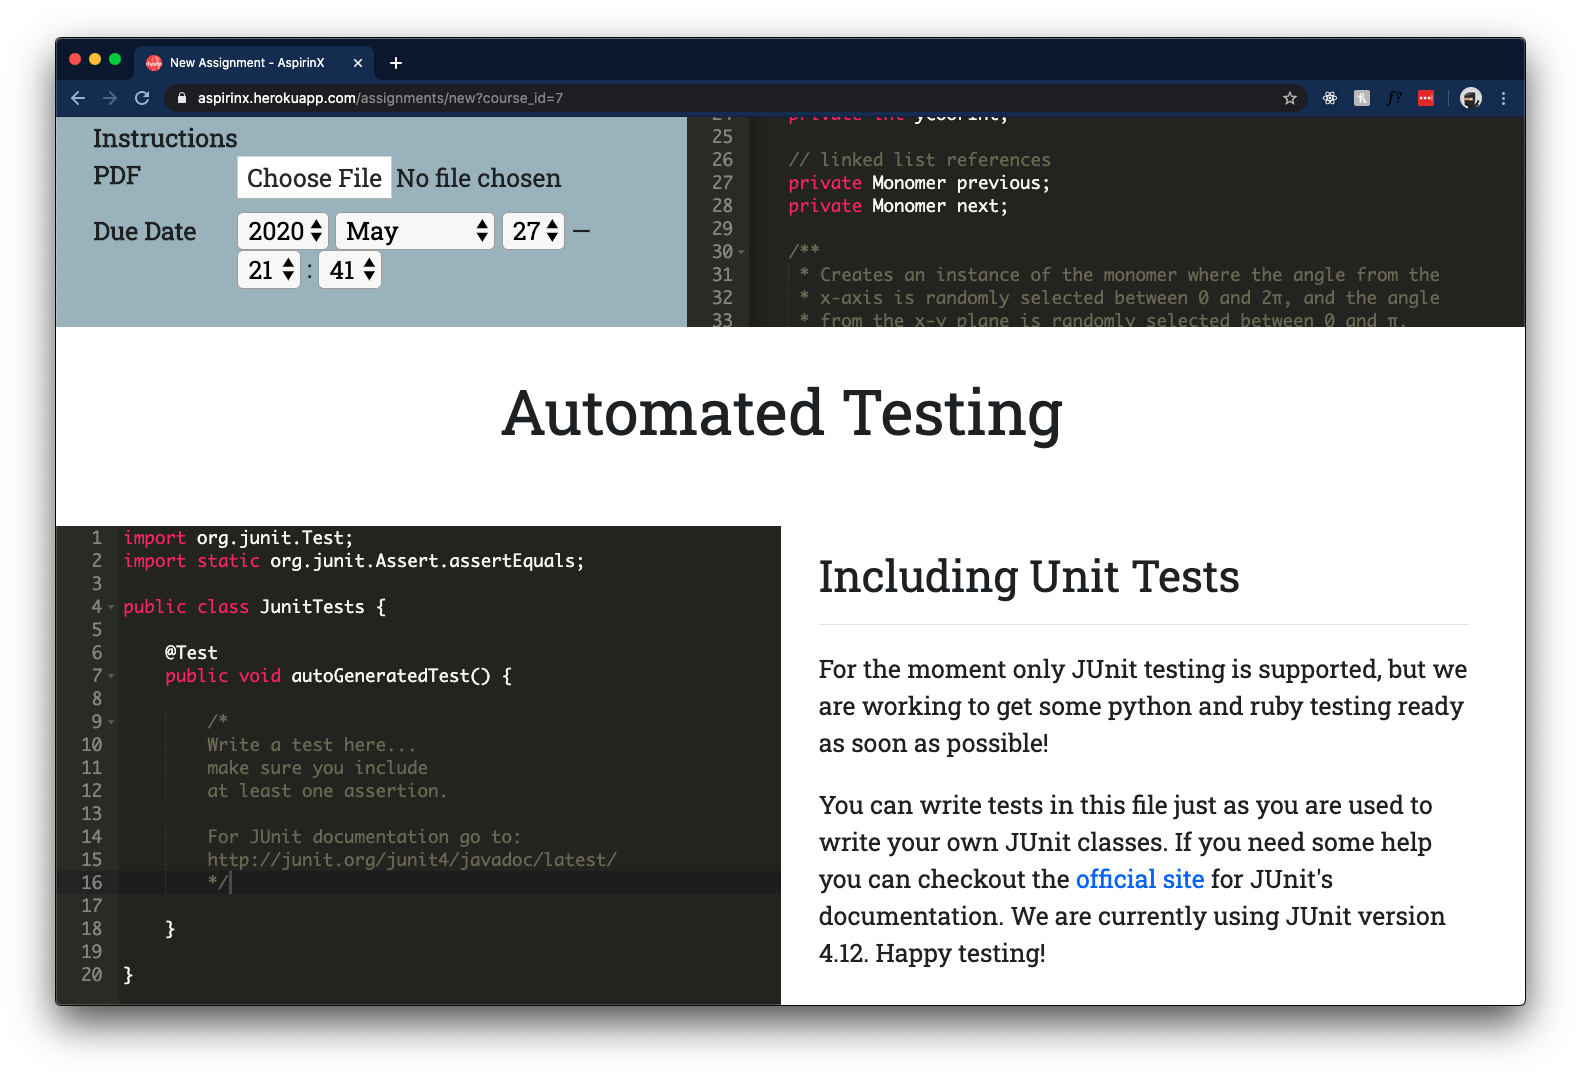 New Assignment - AspirinX
aspirinx.herokuapp.com/assignments/new?course_id=7
Instructions
PDF
Choose File No file chosen
Due Date 2020 May 27 —
21 : 41
24 private int yCoorInt;
25
26 // linked list references
27 private Monomer previous;
28 private Monomer next;
29
30 /**
31 * Creates an instance of the monomer where the angle from the
32 * x-axis is randomly selected between 0 and 2π, and the angle
33 * from the x-y plane is randomly selected between 0 and π.
Automated Testing
1 import org.junit.Test;
2 import static org.junit.Assert.assertEquals;
3
4 public class JunitTests {
5
6 @Test
7 public void autoGeneratedTest() {
8
9 /*
10 Write a test here...
11 make sure you include
12 at least one assertion.
13
14 For JUnit documentation go to:
15 http://junit.org/junit4/javadoc/latest/
16 */
17
18 }
19
20 }
Including Unit Tests
For the moment only JUnit testing is supported, but we
are working to get some python and ruby testing ready
as soon as possible!
You can write tests in this file just as you are used to
write your own JUnit classes. If you need some help
you can checkout the official site for JUnit's
documentation. We are currently using JUnit version
4.12. Happy testing!